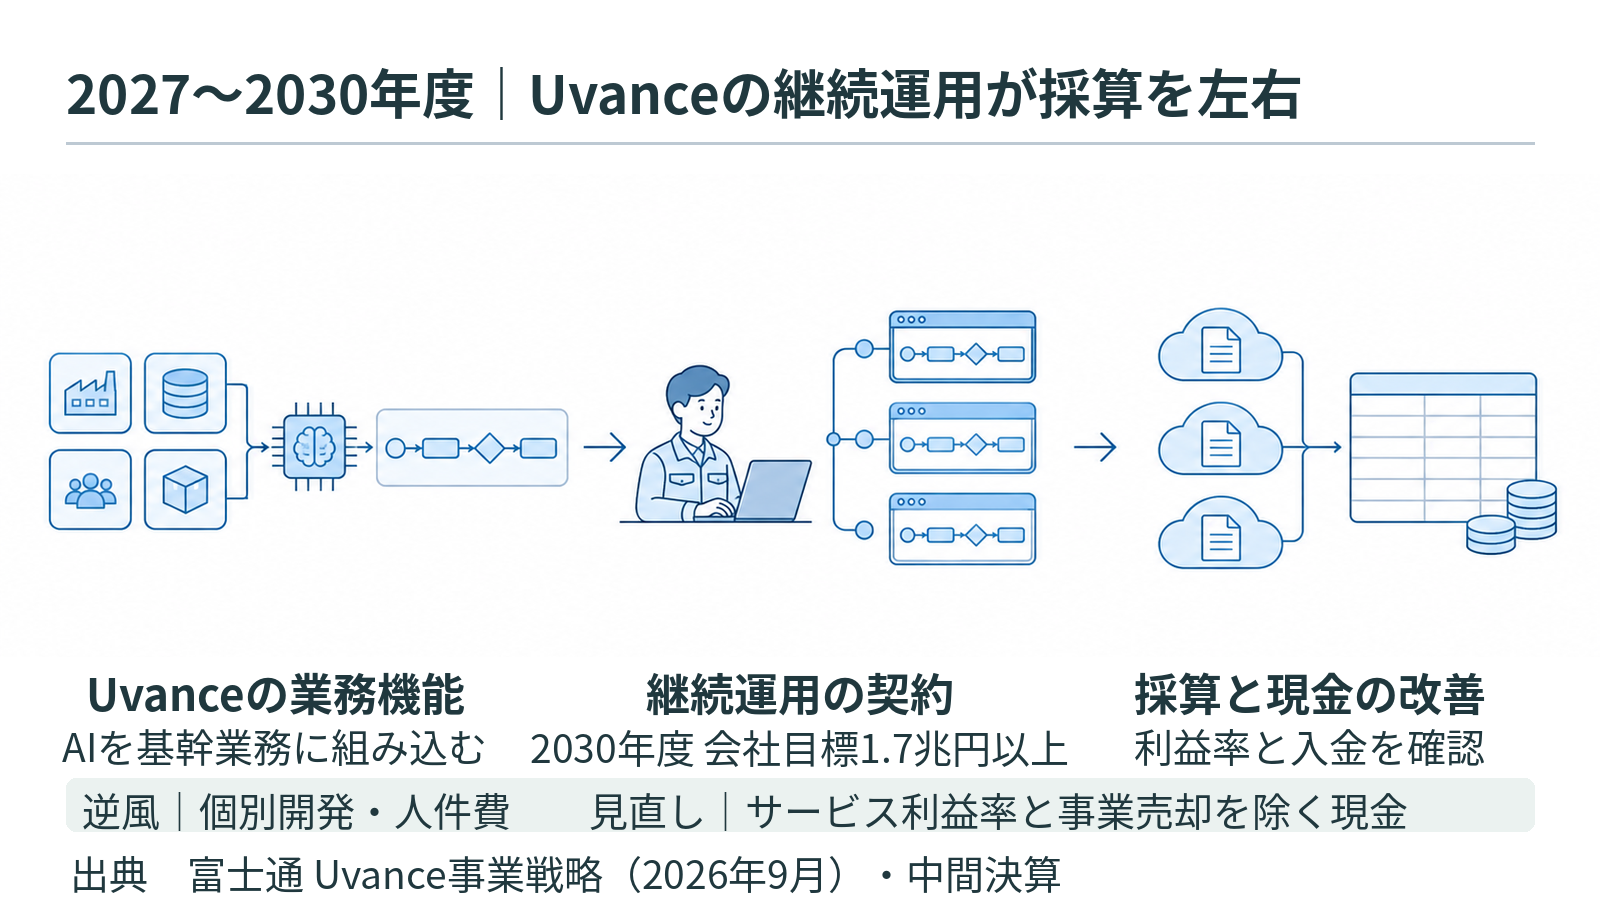 2027〜2030年度｜Uvanceの継続運用が採算を左右
Uvanceの業務機能
AIを基幹業務に組み込む
継続運用の契約
2030年度 会社目標1.7兆円以上
採算と現金の改善
利益率と入金を確認
逆風｜個別開発・人件費　　見直し｜サービス利益率と事業売却を除く現金
出典　富士通 Uvance事業戦略（2026年9月）・中間決算